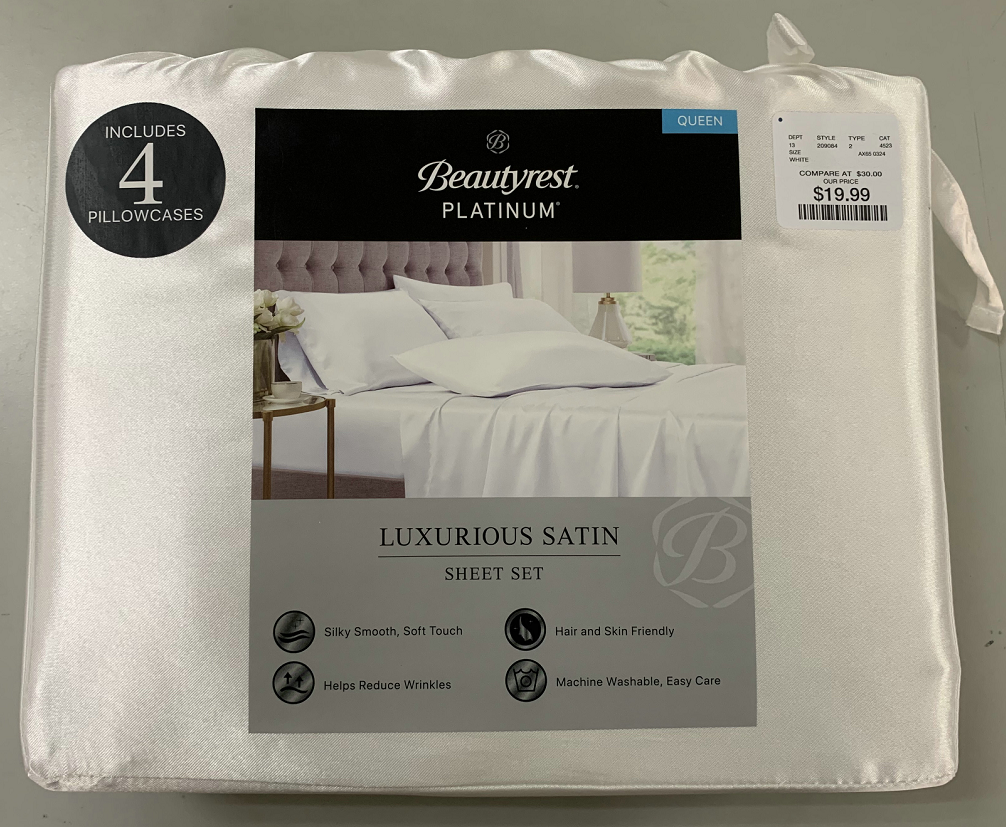 INCLUDES
4
PILLOWCASES
QUEEN
B
Beautyrest®
PLATINUM®
DEPT STYLE TYPE CAT
13 209084 2 4523
SIZE AX65 0324
WHITE
COMPARE AT $30.00
OUR PRICE
$19.99
LUXURIOUS SATIN
B
SHEET SET
Silky Smooth, Soft Touch
Hair and Skin Friendly
Helps Reduce Wrinkles
Machine Washable, Easy Care